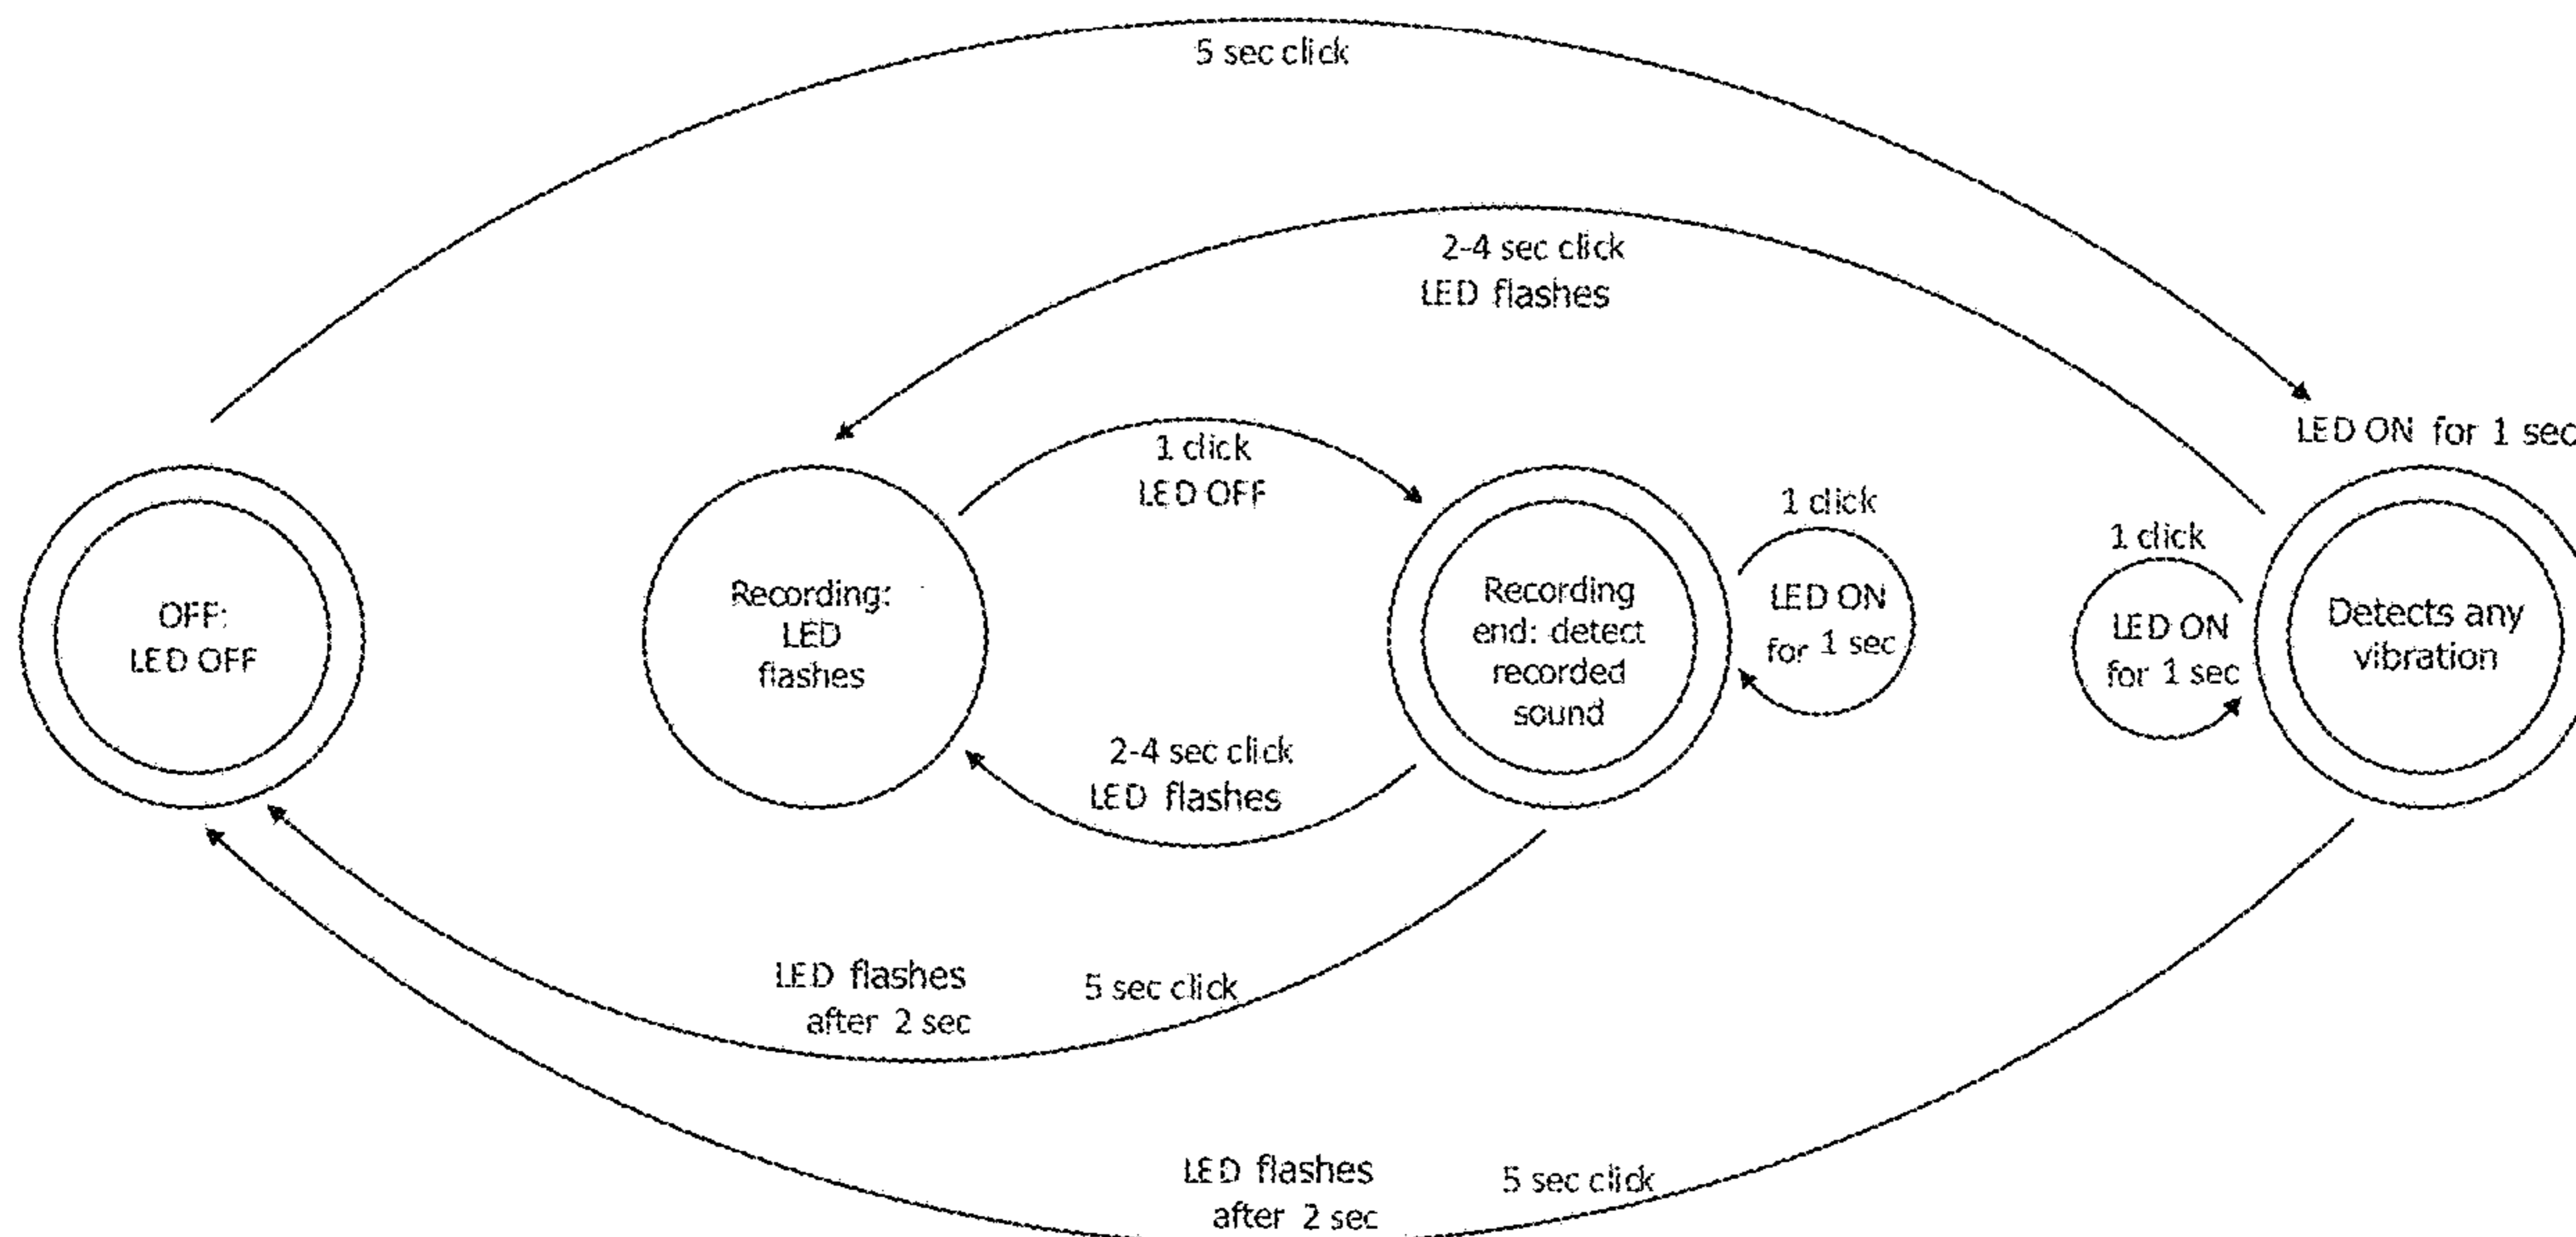 5 sec click
2-4 sec click
LED flashes
LED ON for 1 sec
1 click
LED OFF
1 click
LED ON
for 1 sec
1 click
LED ON
for 1 sec
OFF:
LED OFF
Recording:
LED
flashes
Recording
end: detect
recorded
sound
Detects any
vibration
2-4 sec click
LED flashes
LED flashes
after 2 sec
5 sec click
LED flashes
after 2 sec
5 sec click